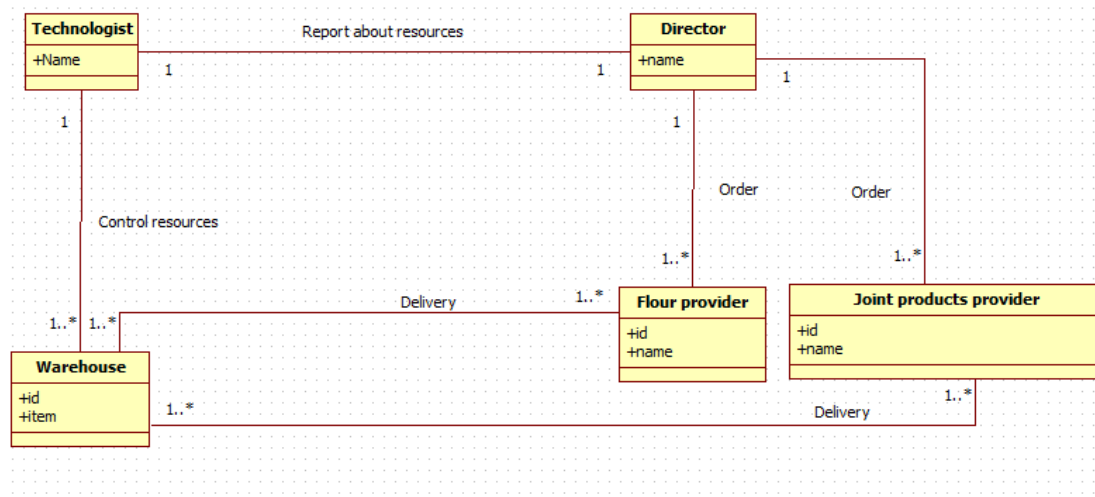 Technologist
+Name
Report about resources
Director
+name
1
1
1
1
1
Order
Order
Control resources
1..*
1..*
1..*
1..*
1..*
Delivery
Flour provider
+id
+name
Joint products provider
+id
+name
Warehouse
+id
+item
1..*
1..*
Delivery